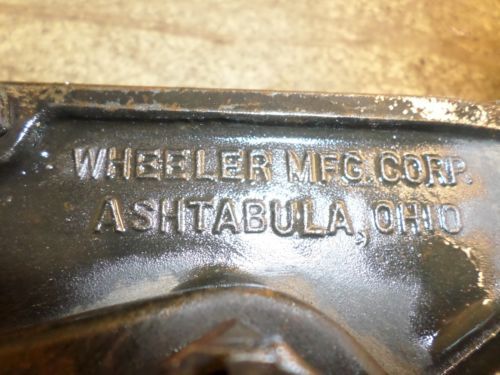 WHEELER MFG. CORP.
ASHTABULA, OHIO